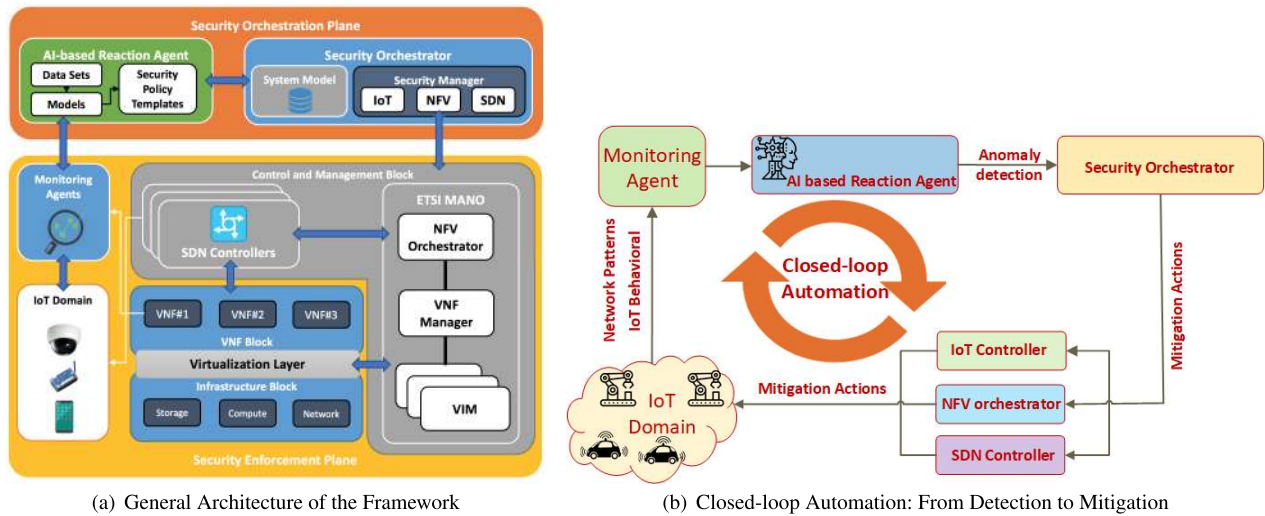 Security Orchestration Plane
AI-based Reaction Agent
Data Sets
Models
Security
Policy
Templates
Security Orchestrator
System Model
Security Manager
IoT
NFV
SDN
Monitoring
Agents
IoT Domain
Control and Management Block
SDN Controllers
ETSI MANO
NFV
Orchestrator
VNF
Manager
VIM
VNF#1
VNF#2
VNF#3
VNF Block
Virtualization Layer
Infrastructure Block
Storage
Compute
Network
Security Enforcement Plane
(a) General Architecture of the Framework
Monitoring
Agent
AI based Reaction Agent
Anomaly
detection
Security Orchestrator
Network Patterns
IoT Behavioral
Closed-loop
Automation
Mitigation Actions
IoT Controller
NFV orchestrator
SDN Controller
Mitigation Actions
IoT
Domain
(b) Closed-loop Automation: From Detection to Mitigation